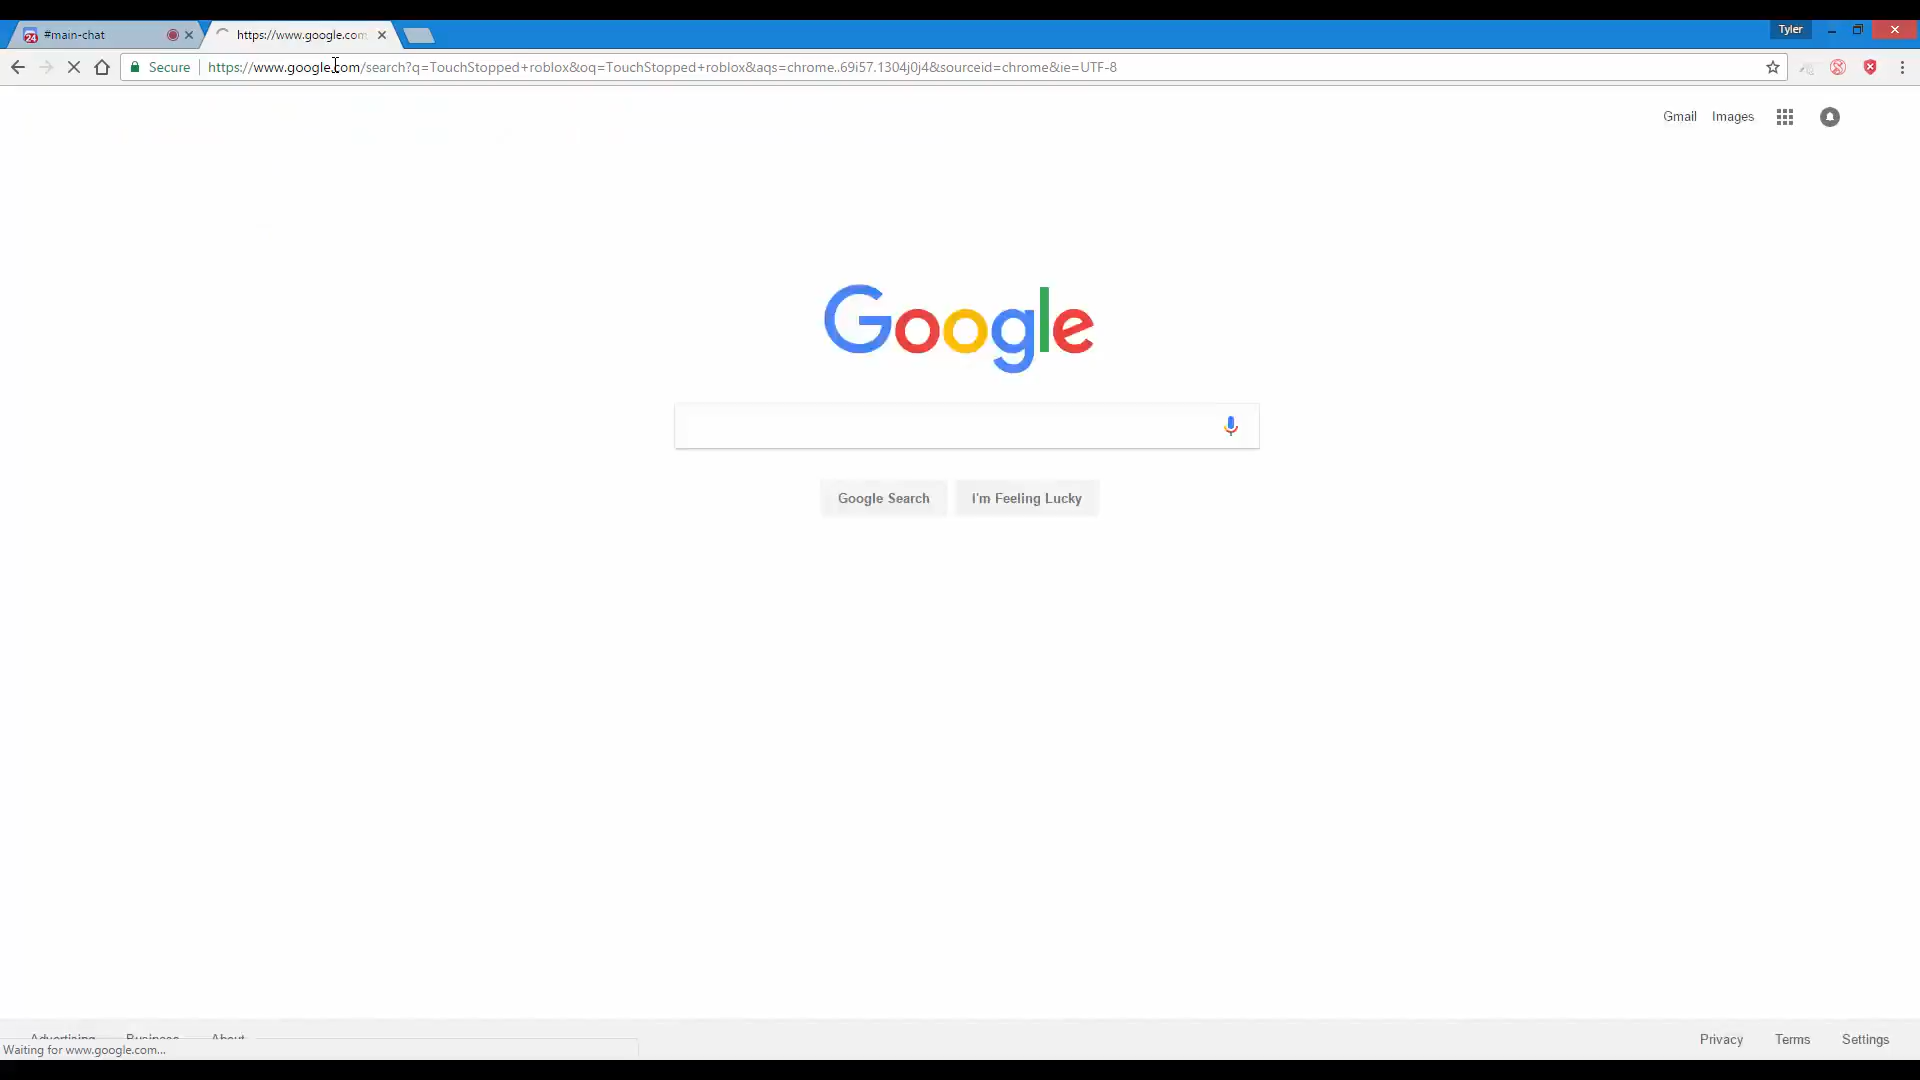 #main-chat
https://www.google.com
Tyler
Secure
https://www.google.com/search?q=TouchStopped+roblox&oq=TouchStopped+roblox&aqs=chrome..69i57.1304j0j4&sourceid=chrome&ie=UTF-8
Gmail
Images
Google
Google Search
I'm Feeling Lucky
Advertising
Business
About
Privacy
Terms
Settings
Waiting for www.google.com...
24